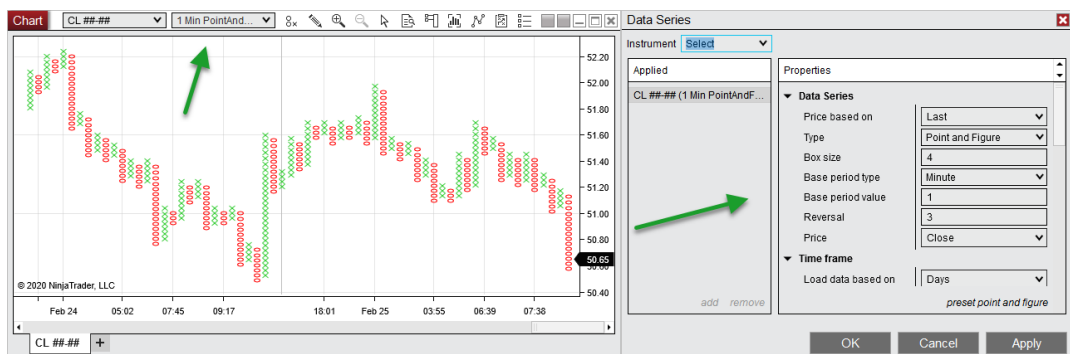 Chart CL ##-## 1 Min PointAnd...
52.20
52.00
51.80
51.60
51.40
51.20
51.00
50.80
50.65
50.60
50.40
© 2020 NinjaTrader, LLC
Feb 24 05:02 07:45 09:17 18:01 Feb 25 03:55 06:39 07:38
CL ##-## +
Data Series
Instrument Select
Applied
CL ##-## (1 Min PointAndF...
add remove
Properties
Data Series
Price based on Last
Type Point and Figure
Box size 4
Base period type Minute
Base period value 1
Reversal 3
Price Close
Time frame
Load data based on Days
preset point and figure
OK Cancel Apply